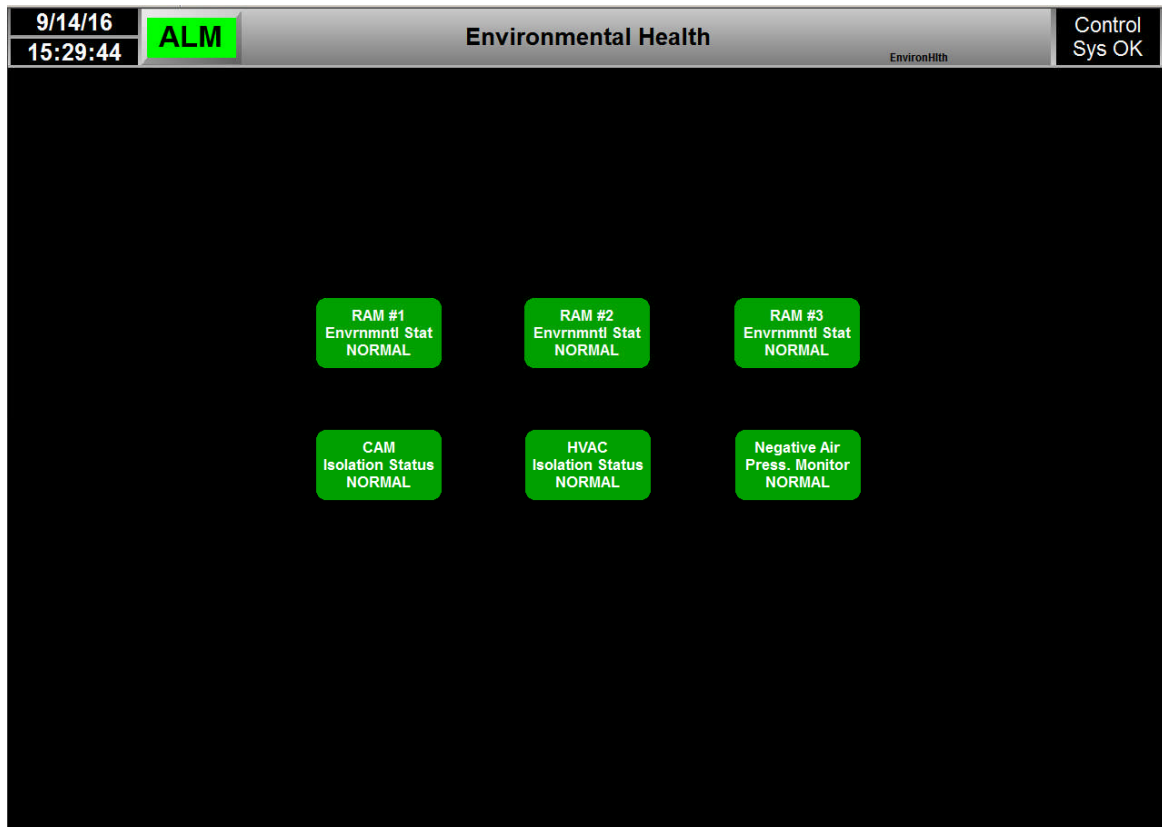 9/14/16
15:29:44
ALM
Environmental Health
EnvironHlth
Control
Sys OK
RAM #1
Envrnmntl Stat
NORMAL
RAM #2
Envrnmntl Stat
NORMAL
RAM #3
Envrnmntl Stat
NORMAL
CAM
Isolation Status
NORMAL
HVAC
Isolation Status
NORMAL
Negative Air
Press. Monitor
NORMAL